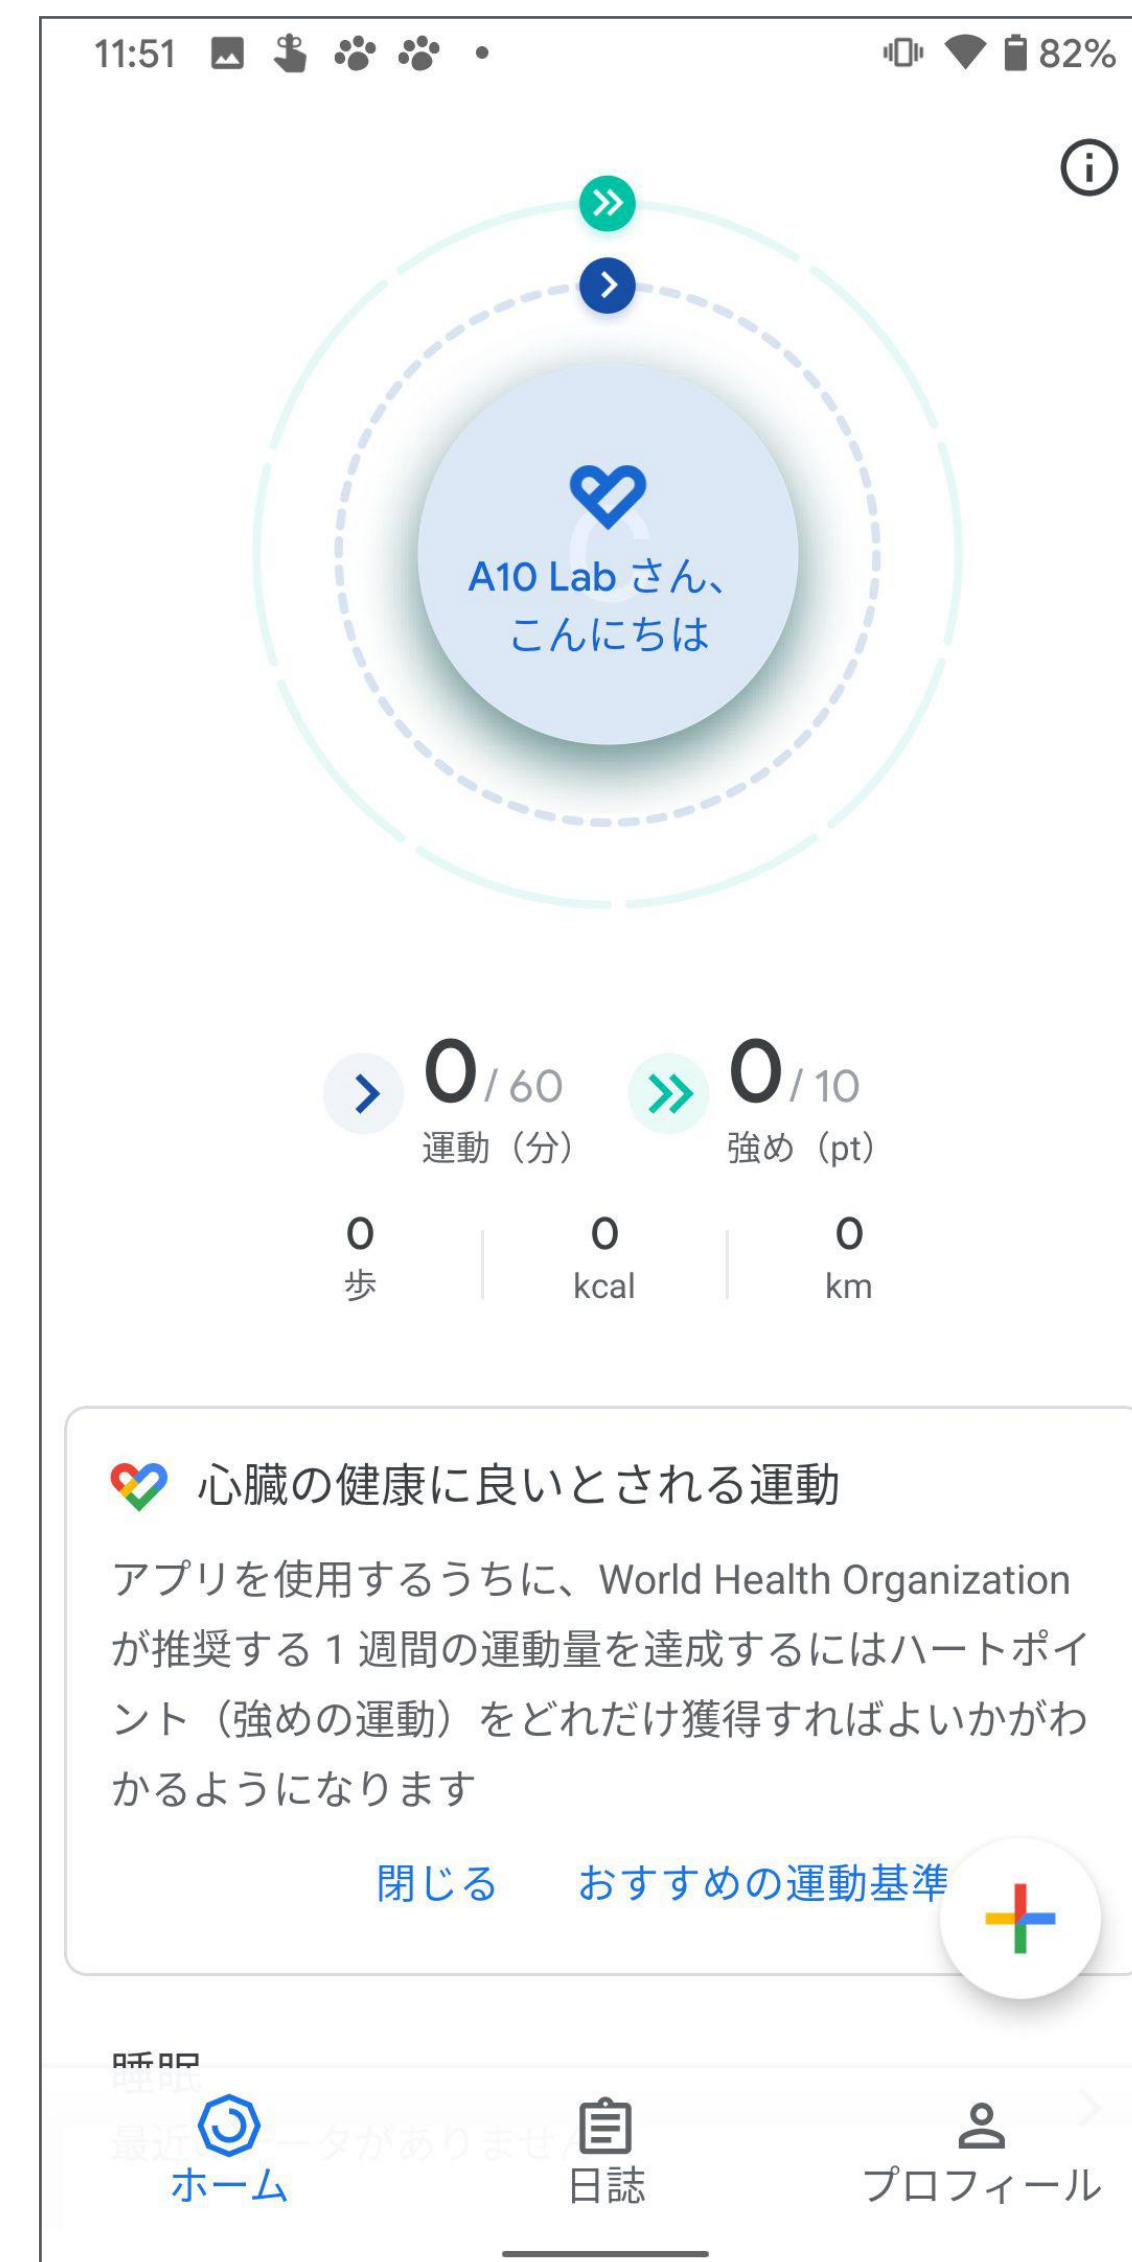 11:51
82%
A10 Lab さん、
こんにちは
0 / 60
運動（分）
0 / 10
強め（pt）
0
歩
0
kcal
0
km
心臓の健康に良いとされる運動
アプリを使用するうちに、World Health Organization
が推奨する 1 週間の運動量を達成するにはハートポイ
ント（強めの運動）をどれだけ獲得すればよいかがわ
かるようになります
閉じる
おすすめの運動基準
睡眠
ホーム
日誌
プロフィール